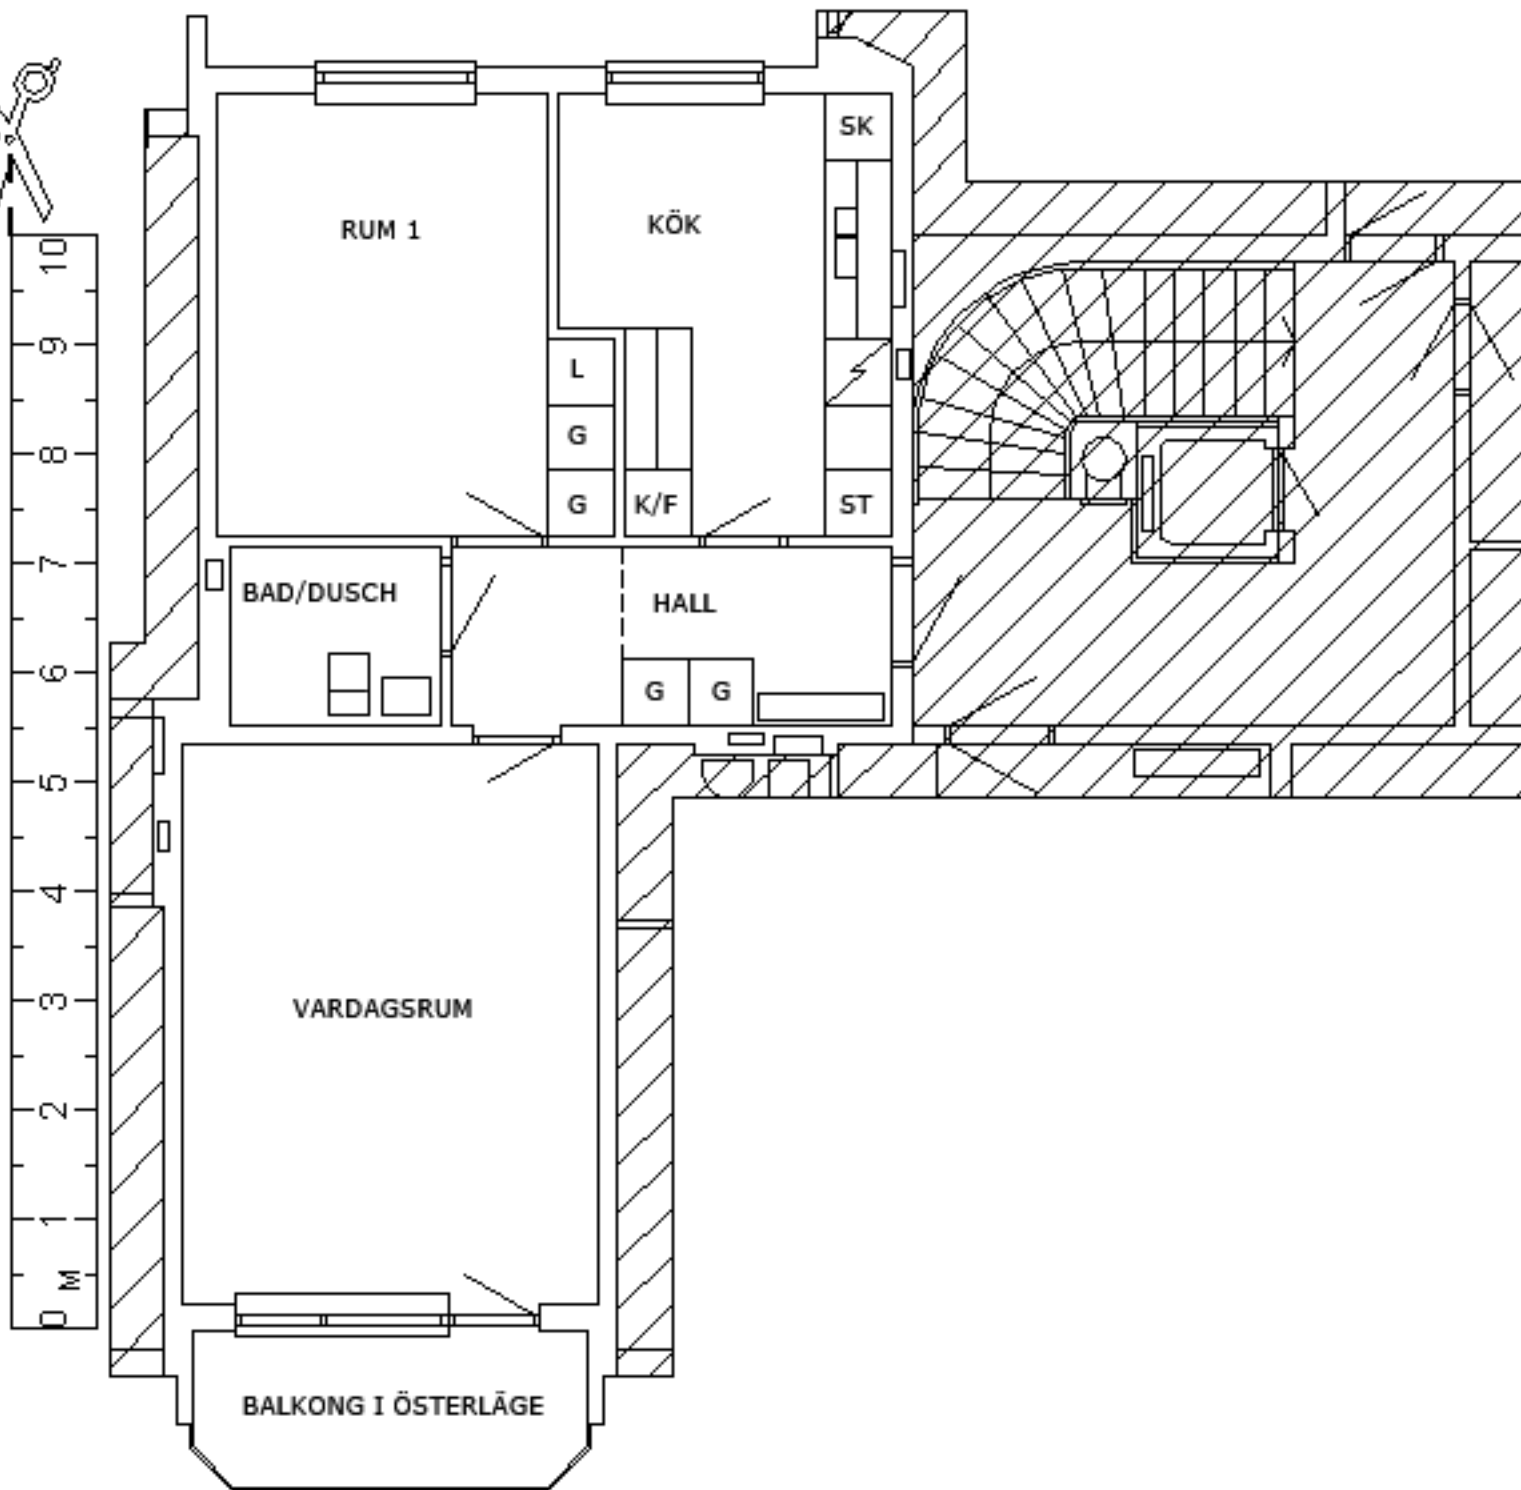 SK
RUM 1
KÖK
10
9
L
G
8
G
K/F
ST
7
BAD/DUSCH
HALL
6
G
G
5
4
3
VARDAGSRUM
2
1
M
0
BALKONG I ÖSTERLÄGE